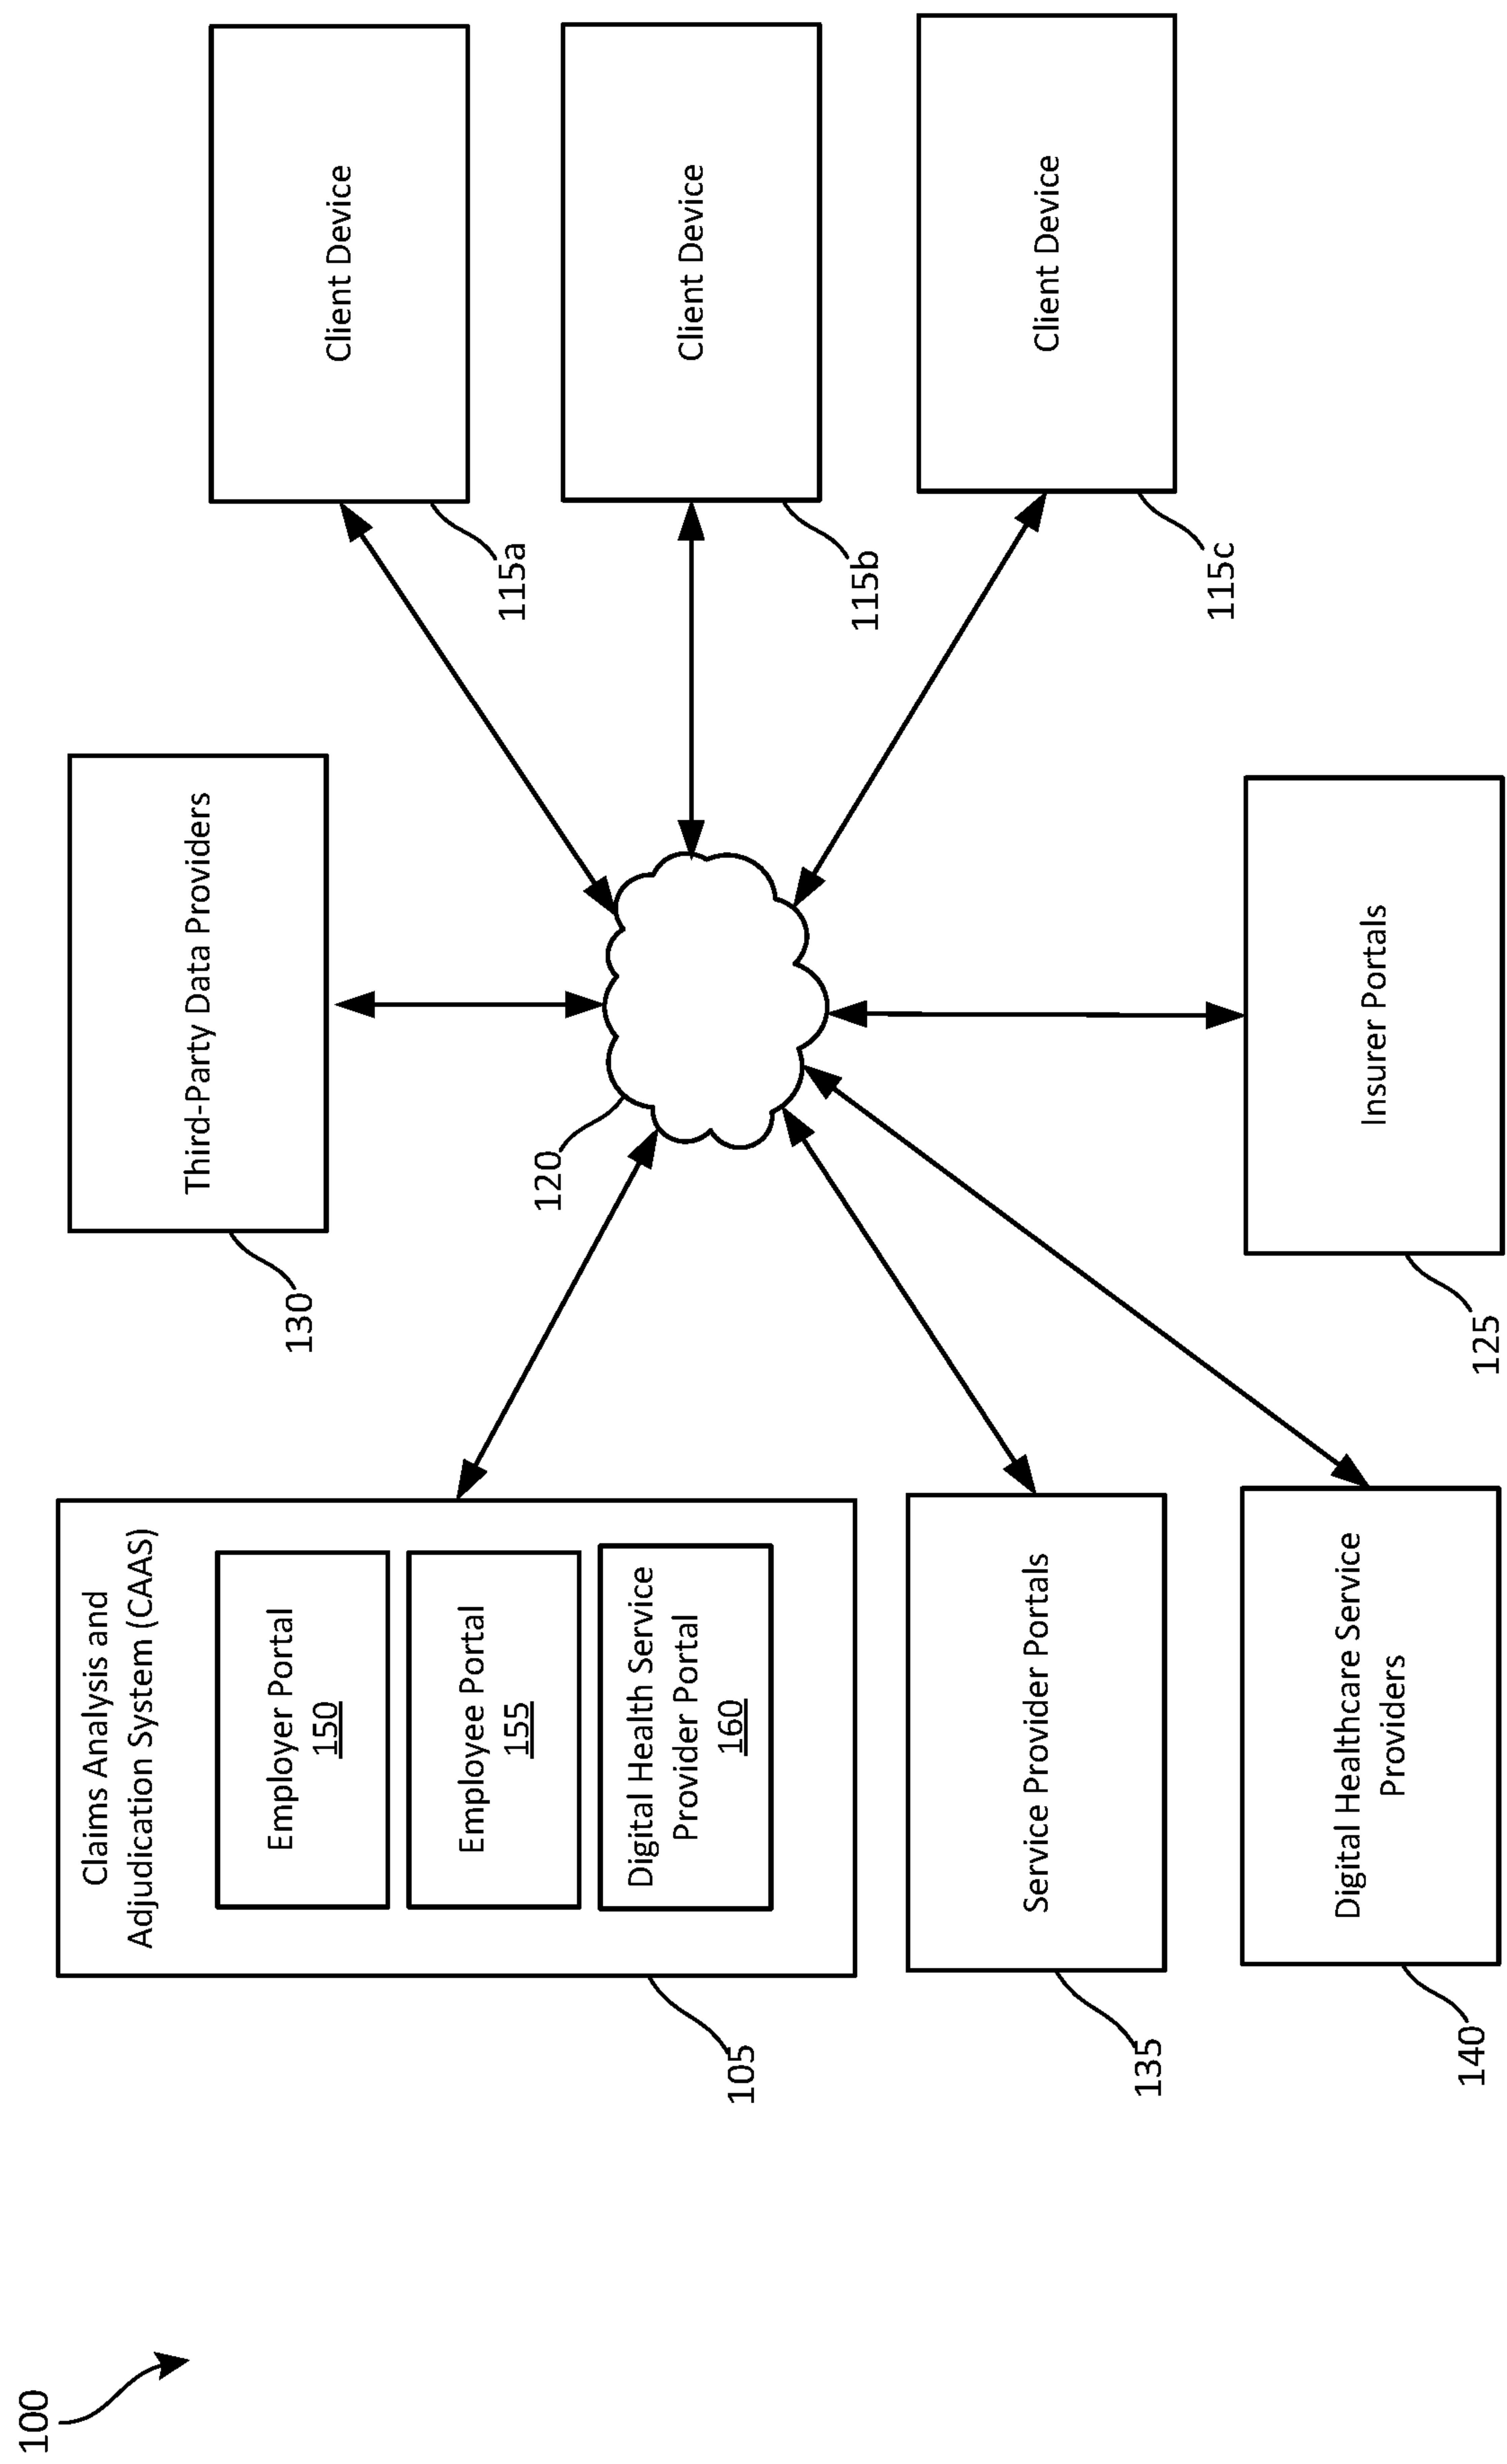 100
Claims Analysis and
Adjudication System (CAAS)
Employer Portal
150
Employee Portal
155
Digital Health Service
Provider Portal
160
105
Third-Party Data Providers
130
120
Client Device
115a
Client Device
115b
Client Device
115c
Service Provider Portals
135
Digital Healthcare Service
Providers
140
Insurer Portals
125